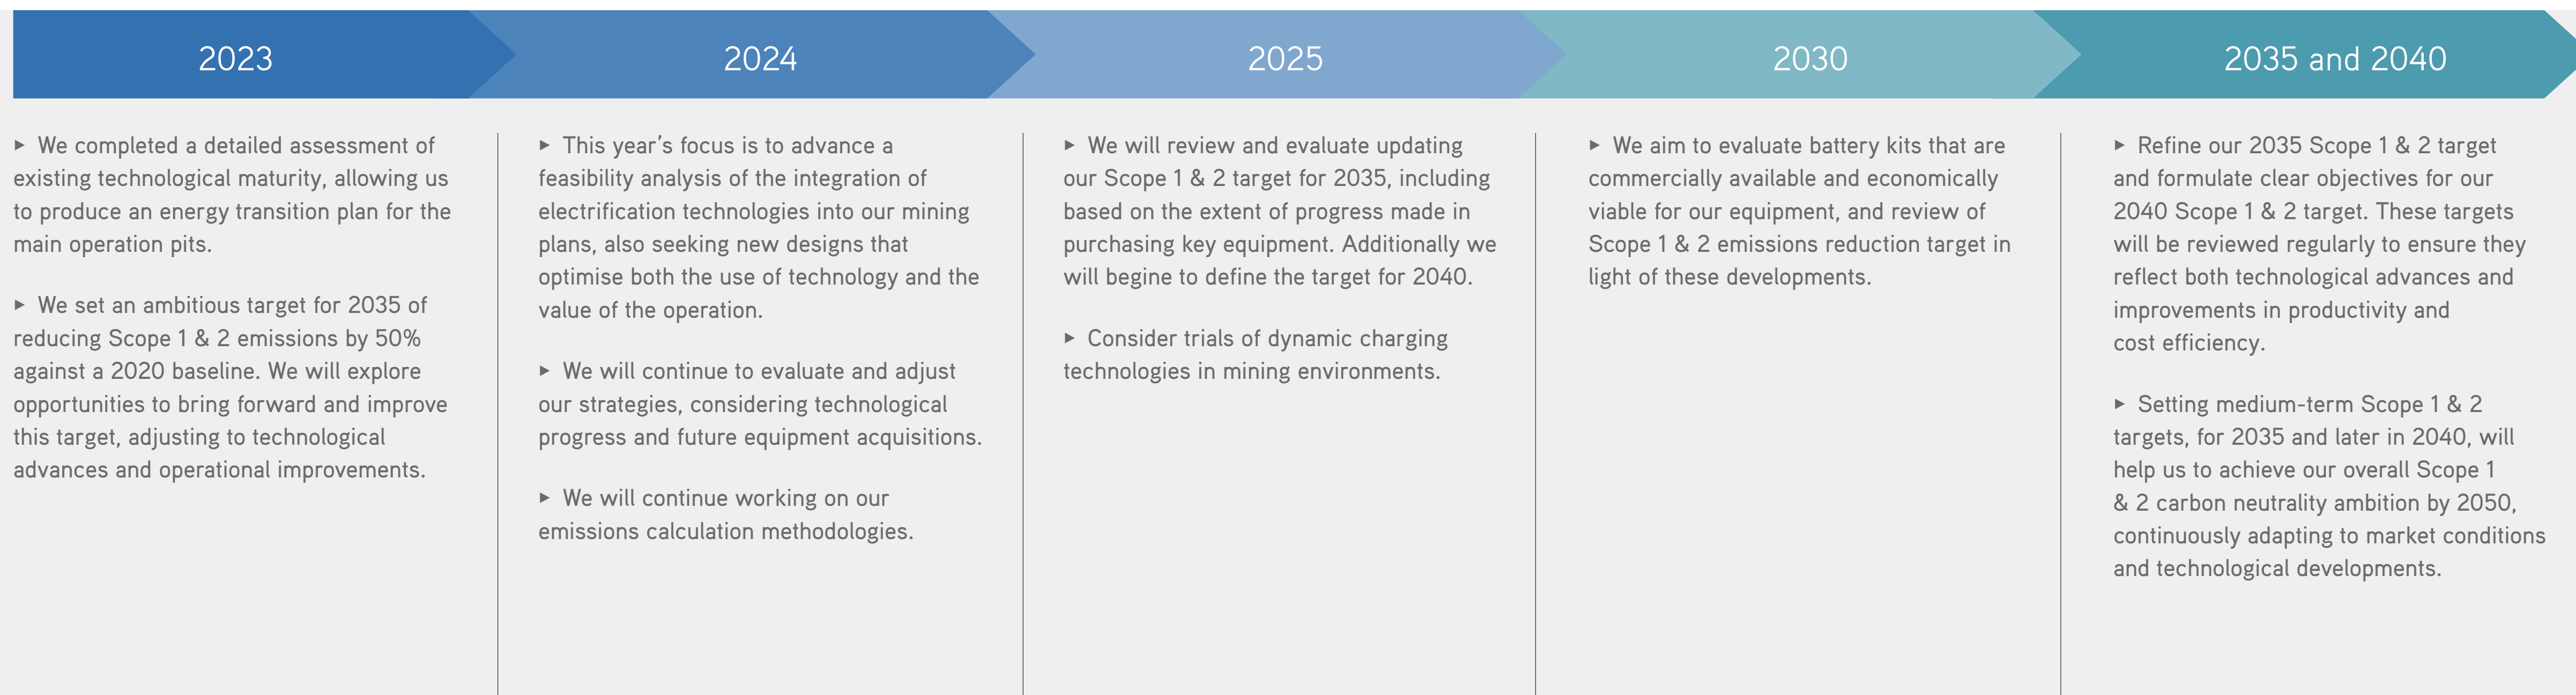 2023
2024
2025
2030
2035 and 2040
▸ We completed a detailed assessment of
existing technological maturity, allowing us
to produce an energy transition plan for the
main operation pits.
▸ We set an ambitious target for 2035 of
reducing Scope 1 & 2 emissions by 50%
against a 2020 baseline. We will explore
opportunities to bring forward and improve
this target, adjusting to technological
advances and operational improvements.
▸ This year’s focus is to advance a
feasibility analysis of the integration of
electrification technologies into our mining
plans, also seeking new designs that
optimise both the use of technology and the
value of the operation.
▸ We will continue to evaluate and adjust
our strategies, considering technological
progress and future equipment acquisitions.
▸ We will continue working on our
emissions calculation methodologies.
▸ We will review and evaluate updating
our Scope 1 & 2 target for 2035, including
based on the extent of progress made in
purchasing key equipment. Additionally we
will begine to define the target for 2040.
▸ Consider trials of dynamic charging
technologies in mining environments.
▸ We aim to evaluate battery kits that are
commercially available and economically
viable for our equipment, and review of
Scope 1 & 2 emissions reduction target in
light of these developments.
▸ Refine our 2035 Scope 1 & 2 target
and formulate clear objectives for our
2040 Scope 1 & 2 target. These targets
will be reviewed regularly to ensure they
reflect both technological advances and
improvements in productivity and
cost efficiency.
▸ Setting medium-term Scope 1 & 2
targets, for 2035 and later in 2040, will
help us to achieve our overall Scope 1
& 2 carbon neutrality ambition by 2050,
continuously adapting to market conditions
and technological developments.